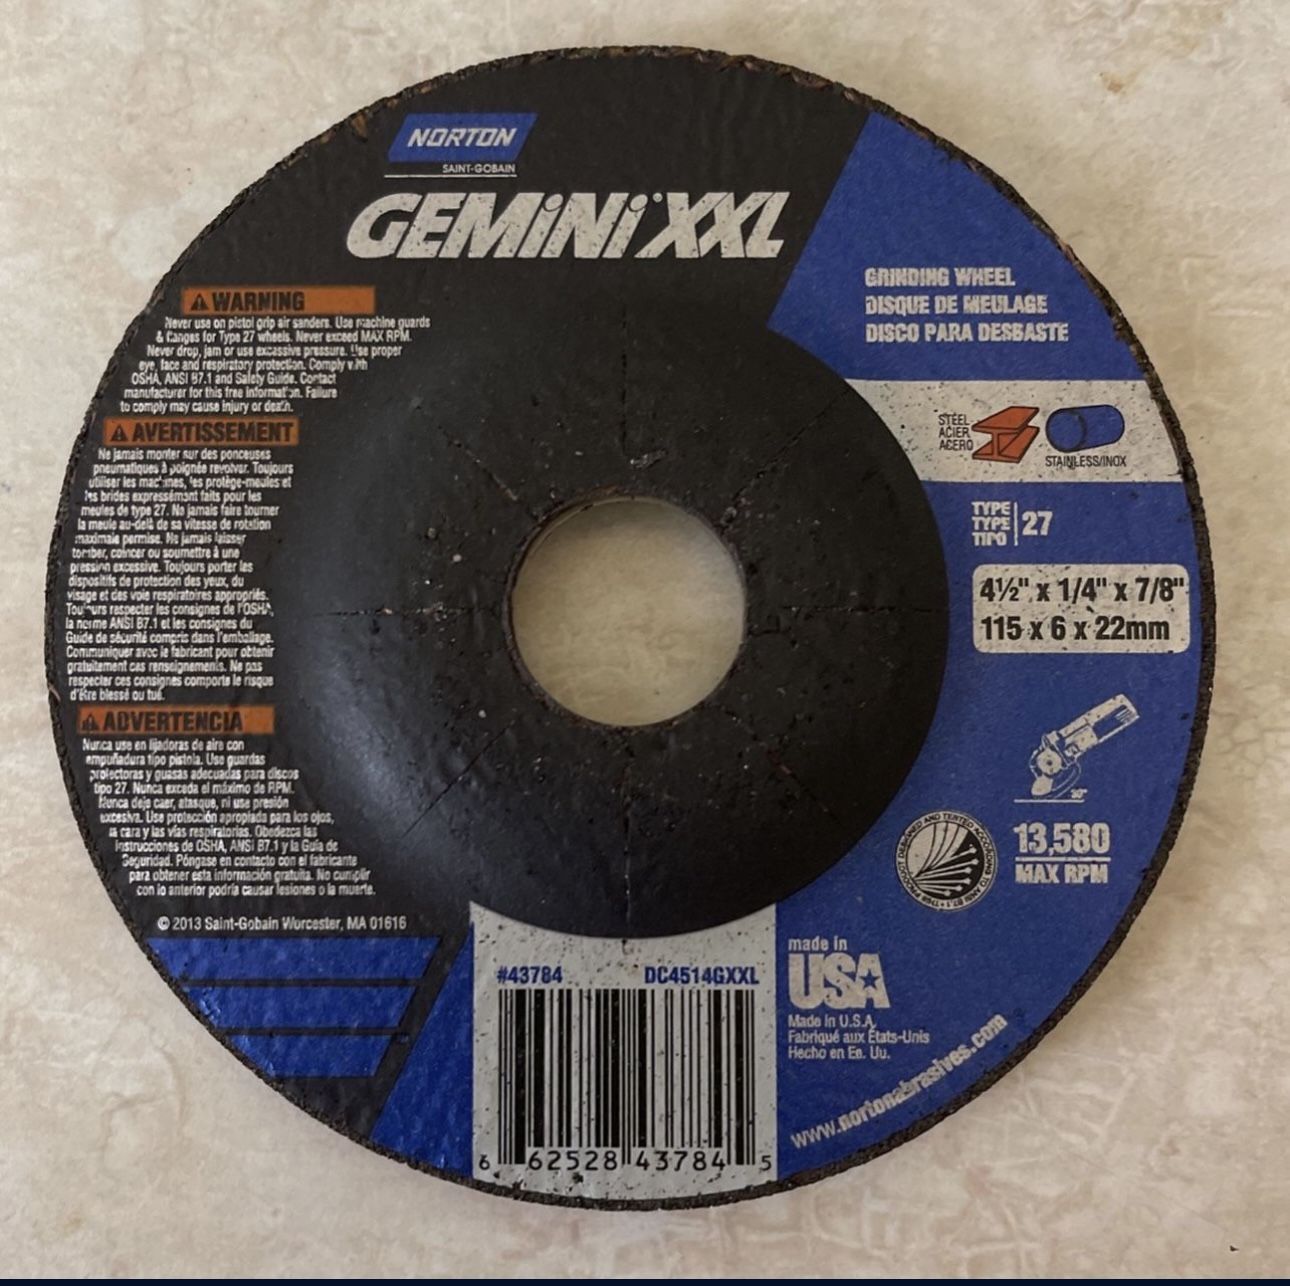 NORTON
SAINT-GOBAIN
GEMiNi XXL
GRINDING WHEEL
DISQUE DE MEULAGE
DISCO PARA DESBASTE
STEEL
ACIER
ACERO
STAINLESS/INOX
TYPE
TYPE
TIPO
27
4½" x 1/4" x 7/8"
115 x 6 x 22mm
30°
13,580
MAX RPM
WARNING
Never use on pistol grip air sanders. Use machine guards
& flanges for Type 27 wheels. Never exceed MAX RPM.
Never drop, jam or use excessive pressure. Use proper
eye, face and respiratory protection. Comply with
OSHA, ANSI B7.1 and Safety Guide. Contact
manufacturer for this free information. Failure
to comply may cause injury or death.
AVERTISSEMENT
Ne jamais monter sur des ponceuses
pneumatiques à poignée revolver. Toujours
utiliser les machines, les protège-meules et
les brides expressément faits pour les
meules de type 27. Ne jamais faire tourner
la meule au-delà de sa vitesse de rotation
maximale permise. Ne jamais laisser
tomber, coincer ou soumettre à une
pression excessive. Toujours porter les
dispositifs de protection des yeux, du
visage et des voie respiratoires appropriés.
Toujours respecter les consignes de l'OSHA,
la norme ANSI B7.1 et les consignes du
Guide de sécurité compris dans l'emballage.
Communiquer avec le fabricant pour obtenir
gratuitement ces renseignements. Ne pas
respecter ces consignes comporte le risque
d'être blessé ou tué.
ADVERTENCIA
Nunca use en lijadoras de aire con
empuñadura tipo pistola. Use guardas
protectoras y guasas adecuadas para discos
tipo 27. Nunca exceda el máximo de RPM.
Nunca deje caer, atasque, ni use presión
excesiva. Use protección apropiada para los ojos,
la cara y las vías respiratorias. Obedezca las
instrucciones de OSHA, ANSI B7.1 y la Guía de
Seguridad. Póngase en contacto con el fabricante
para obtener esta información gratuita. No cumplir
con lo anterior podría causar lesiones o la muerte.
© 2013 Saint-Gobain Worcester, MA 01616
THIS PRODUCT DESIGNED AND TESTED ACCORDING TO ANSI B7.1
#43784 DC4514GXXL
6 62528 43784 5
made in
USA
Made in U.S.A.
Fabriqué aux États-Unis
Hecho en Ee. Uu.
www.nortonabrasives.com